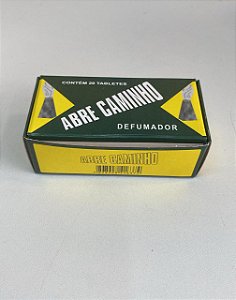 CONTÉM 20 TABLETES
ABRE CAMINHO
DEFUMADOR
ABRE CAMINHO